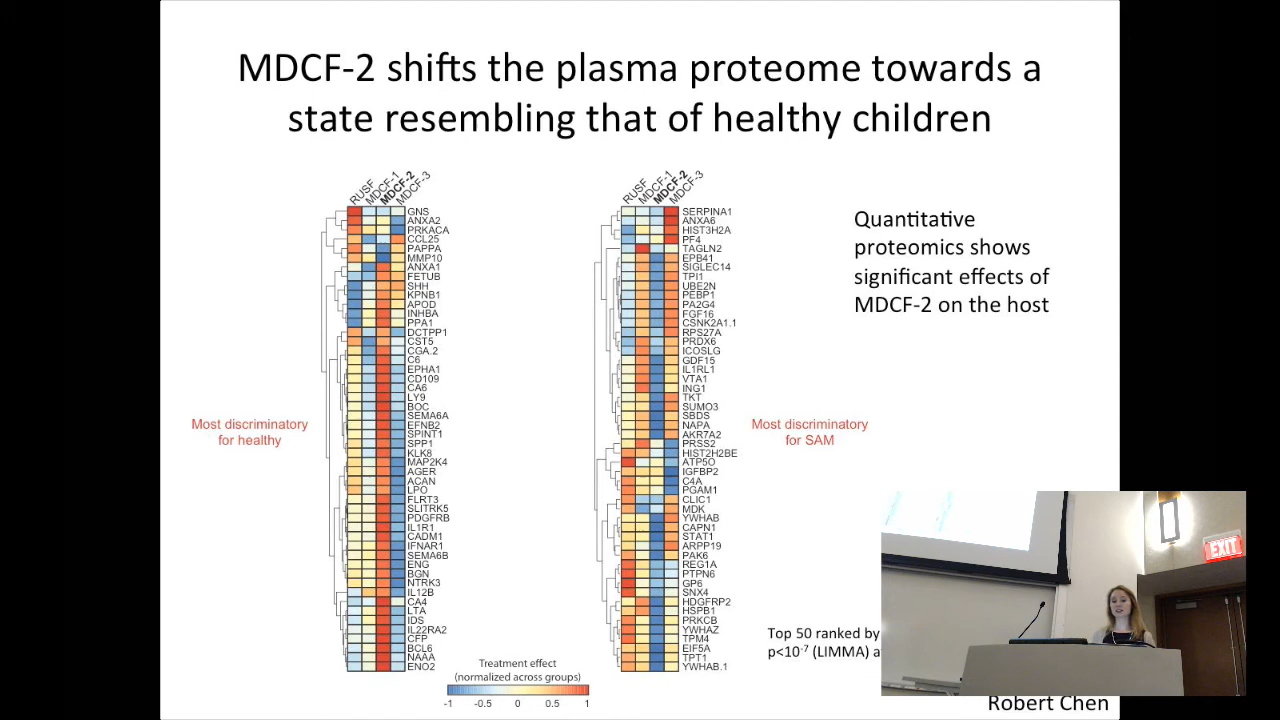 MDCF-2 shifts the plasma proteome towards a
state resembling that of healthy children
RUSF
MDCF-1
MDCF-2
MDCF-3
GNS
ANXA2
PRKACA
CCL25
PAPPA
MMP10
ANXA1
FETUB
SHH
KPNB1
APOD
INHBA
PPA1
DCTPP1
CST5
CGA.2
C6
EPHA1
CD109
CA6
LY9
BOC
SEMA6A
EFNB2
SPINT1
SPP1
KLK8
MAP2K4
AGER
ACAN
LPO
FLRT3
SLITRK5
PDGFRB
IL1R1
CADM1
IFNAR1
SEMA6B
ENG
BGN
NTRK3
IL12B
CA4
LTA
IDS
IL22RA2
CFP
BCL6
NAAA
ENO2
Most discriminatory
for healthy
RUSF
MDCF-1
MDCF-2
MDCF-3
SERPINA1
ANXA6
HIST3H2A
PF4
TAGLN2
EPB41
SIGLEC14
TPI1
UBE2N
PEBP1
PA2G4
FGF16
CSNK2A1.1
RPS27A
PRDX6
ICOSLG
GDF15
IL1RL1
VTA1
ING1
TKT
SUMO3
SBDS
NAPA
AKR7A2
PRSS2
HIST2H2BE
ATP5O
IGFBP2
C4A
PGAM1
CLIC1
MDK
YWHAB
CAPN1
STAT1
ARPP19
PAK6
REG1A
PTPN6
GP6
SNX4
HDGFRP2
HSPB1
PRKCB
YWHAZ
TPM4
EIF5A
TPT1
YWHAB.1
Most discriminatory
for SAM
Quantitative
proteomics shows
significant effects of
MDCF-2 on the host
Treatment effect
(normalized across groups)
-1 -0.5 0 0.5 1
Top 50 ranked by
p<10⁻⁷ (LIMMA) a
EXIT
Robert Chen